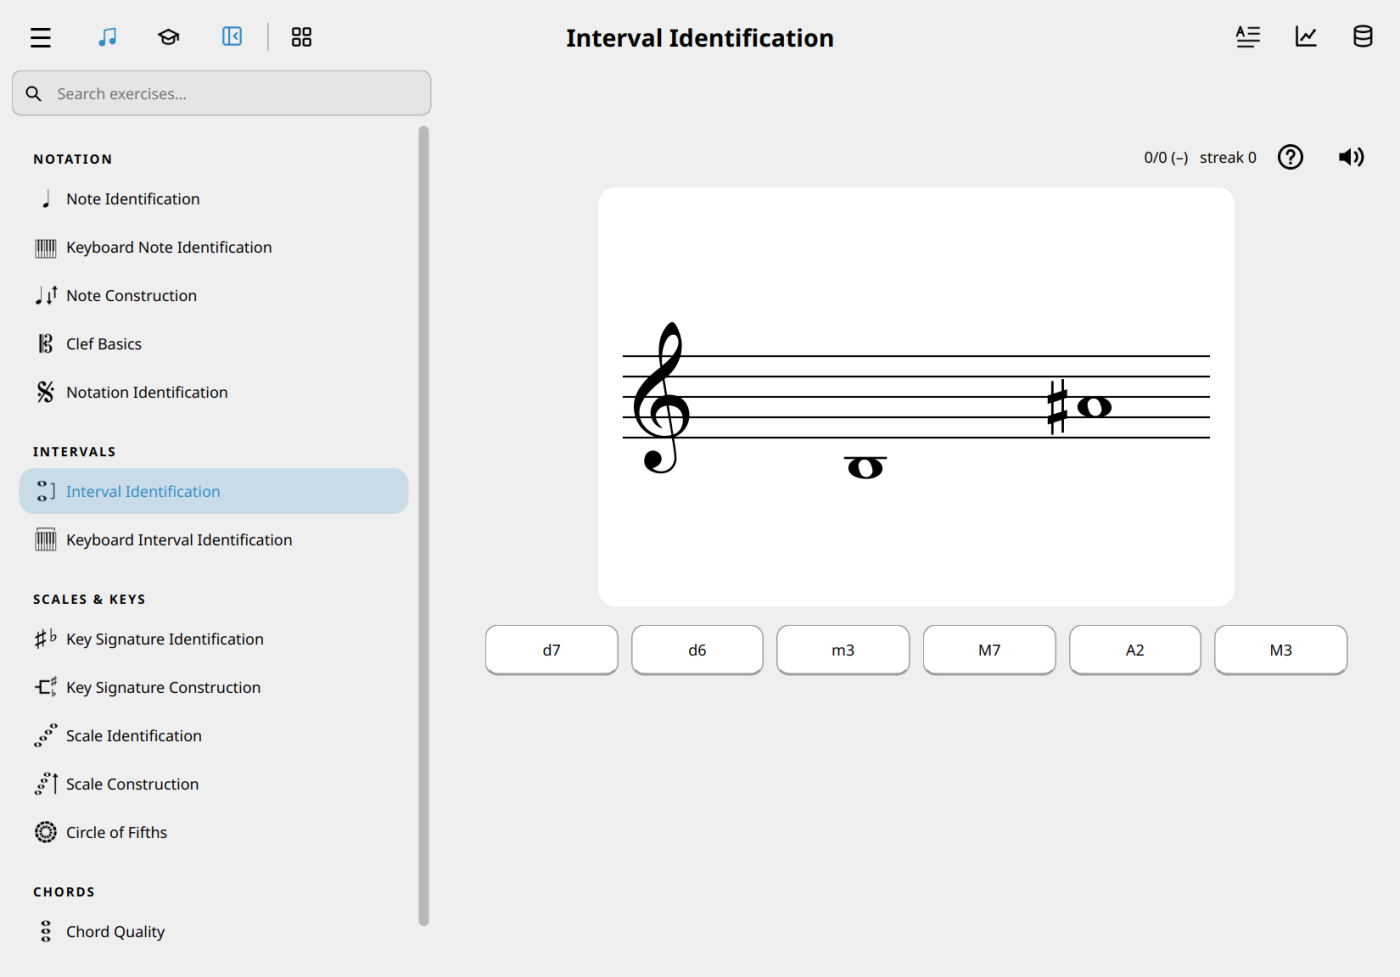 Interval Identification
Search exercises...
NOTATION
Note Identification
Keyboard Note Identification
Note Construction
Clef Basics
Notation Identification
INTERVALS
Interval Identification
Keyboard Interval Identification
SCALES & KEYS
Key Signature Identification
Key Signature Construction
Scale Identification
Scale Construction
Circle of Fifths
CHORDS
Chord Quality
0/0 (–) streak 0
d7 d6 m3 M7 A2 M3